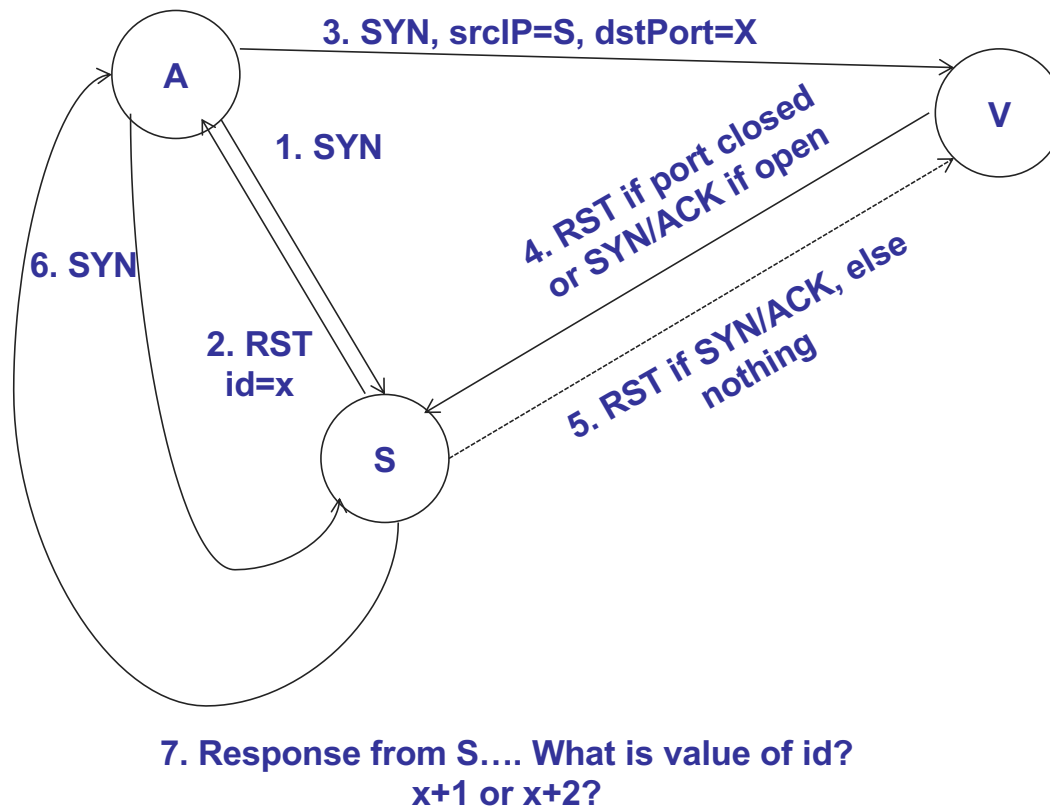 3. SYN, srcIP=S, dstPort=X
A
V
1. SYN
4. RST if port closed
or SYN/ACK if open
6. SYN
5. RST if SYN/ACK, else
nothing
2. RST
id=x
S
7. Response from S.... What is value of id?
x+1 or x+2?